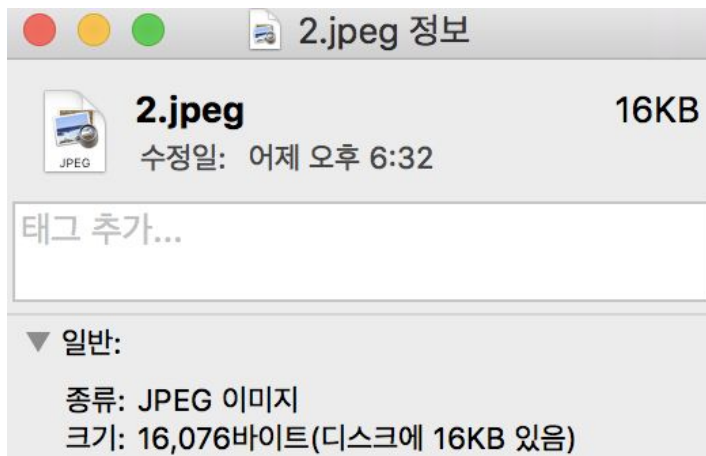 2.jpeg 정보
2.jpeg 16KB
JPEG 수정일: 어제 오후 6:32
태그 추가...
일반:
종류: JPEG 이미지
크기: 16,076바이트(디스크에 16KB 있음)